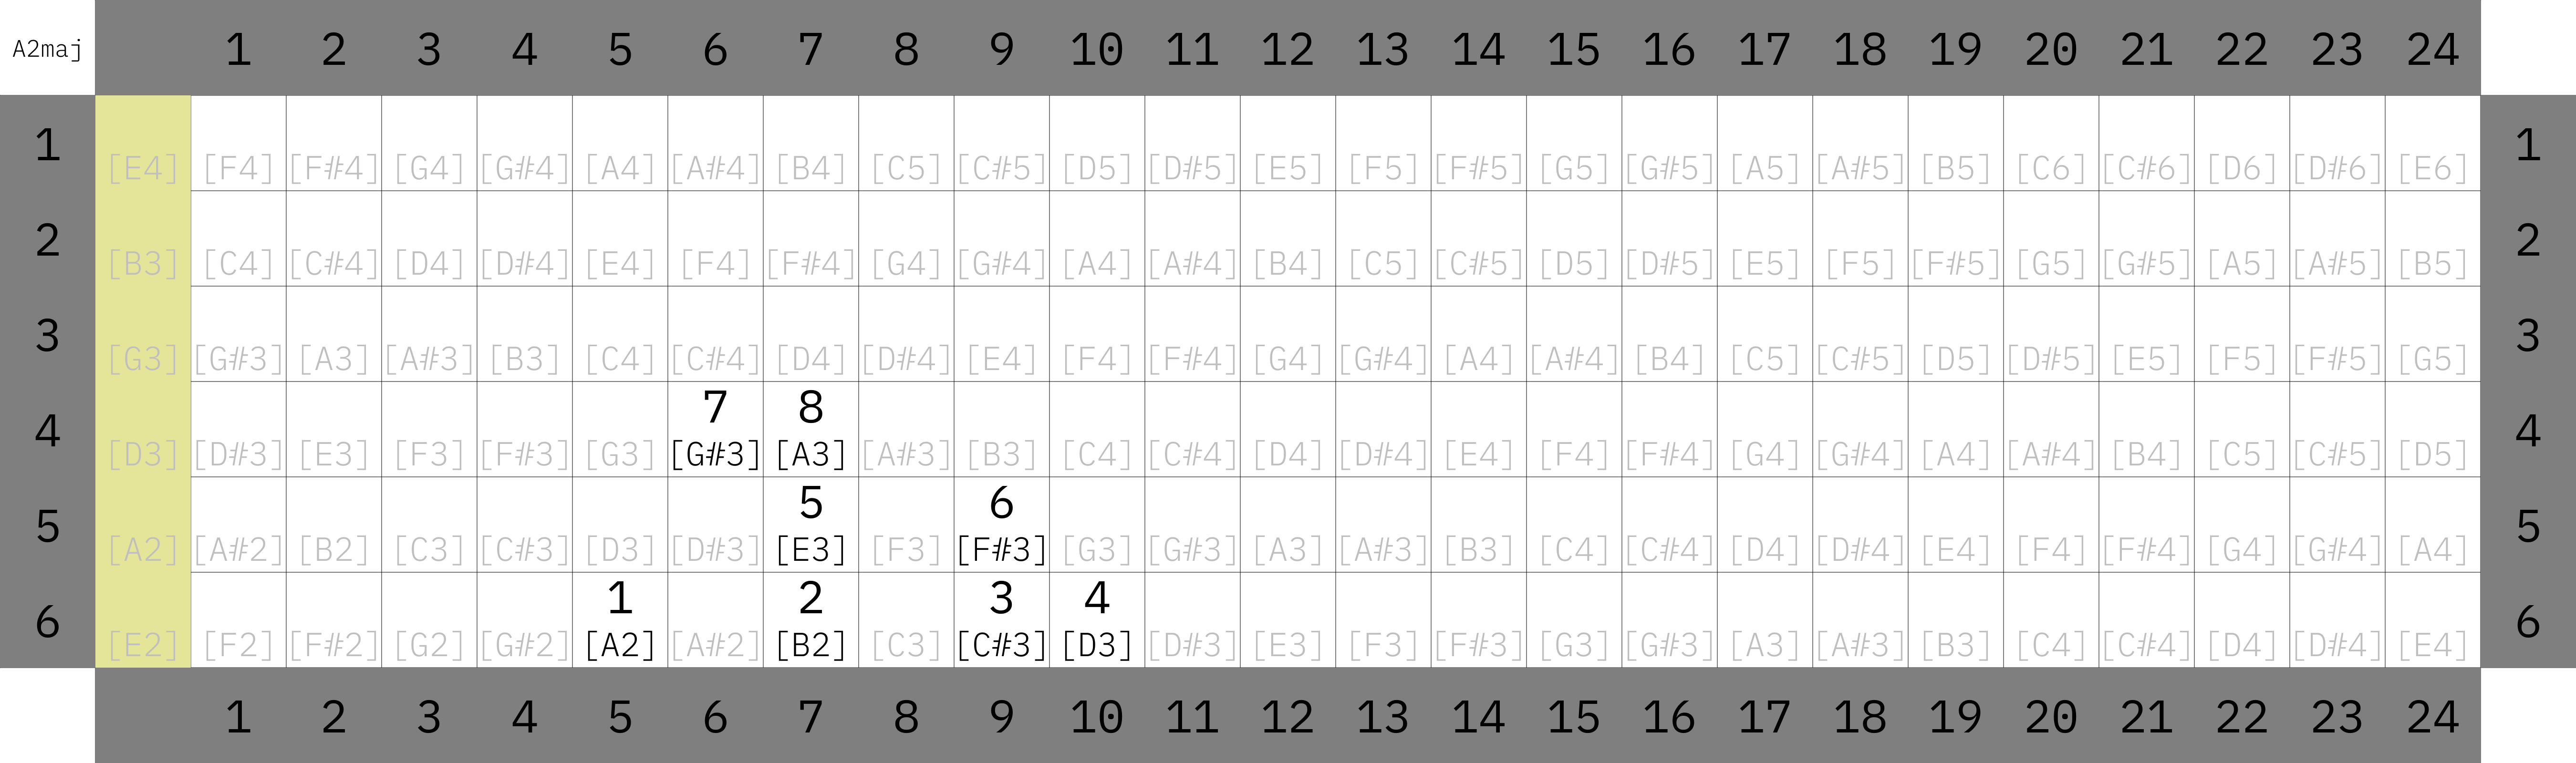 A2maj 1 2 3 4 5 6 7 8 9 10 11 12 13 14 15 16 17 18 19 20 21 22 23 24
1 [E4] [F4] [F#4] [G4] [G#4] [A4] [A#4] [B4] [C5] [C#5] [D5] [D#5] [E5] [F5] [F#5] [G5] [G#5] [A5] [A#5] [B5] [C6] [C#6] [D6] [D#6] [E6] 1
2 [B3] [C4] [C#4] [D4] [D#4] [E4] [F4] [F#4] [G4] [G#4] [A4] [A#4] [B4] [C5] [C#5] [D5] [D#5] [E5] [F5] [F#5] [G5] [G#5] [A5] [A#5] [B5] 2
3 [G3] [G#3] [A3] [A#3] [B3] [C4] [C#4] [D4] [D#4] [E4] [F4] [F#4] [G4] [G#4] [A4] [A#4] [B4] [C5] [C#5] [D5] [D#5] [E5] [F5] [F#5] [G5] 3
7 8
4 [D3] [D#3] [E3] [F3] [F#3] [G3] [G#3] [A3] [A#3] [B3] [C4] [C#4] [D4] [D#4] [E4] [F4] [F#4] [G4] [G#4] [A4] [A#4] [B4] [C5] [C#5] [D5] 4
5 6
5 [A2] [A#2] [B2] [C3] [C#3] [D3] [D#3] [E3] [F3] [F#3] [G3] [G#3] [A3] [A#3] [B3] [C4] [C#4] [D4] [D#4] [E4] [F4] [F#4] [G4] [G#4] [A4] 5
1 2 3 4
6 [E2] [F2] [F#2] [G2] [G#2] [A2] [A#2] [B2] [C3] [C#3] [D3] [D#3] [E3] [F3] [F#3] [G3] [G#3] [A3] [A#3] [B3] [C4] [C#4] [D4] [D#4] [E4] 6
1 2 3 4 5 6 7 8 9 10 11 12 13 14 15 16 17 18 19 20 21 22 23 24